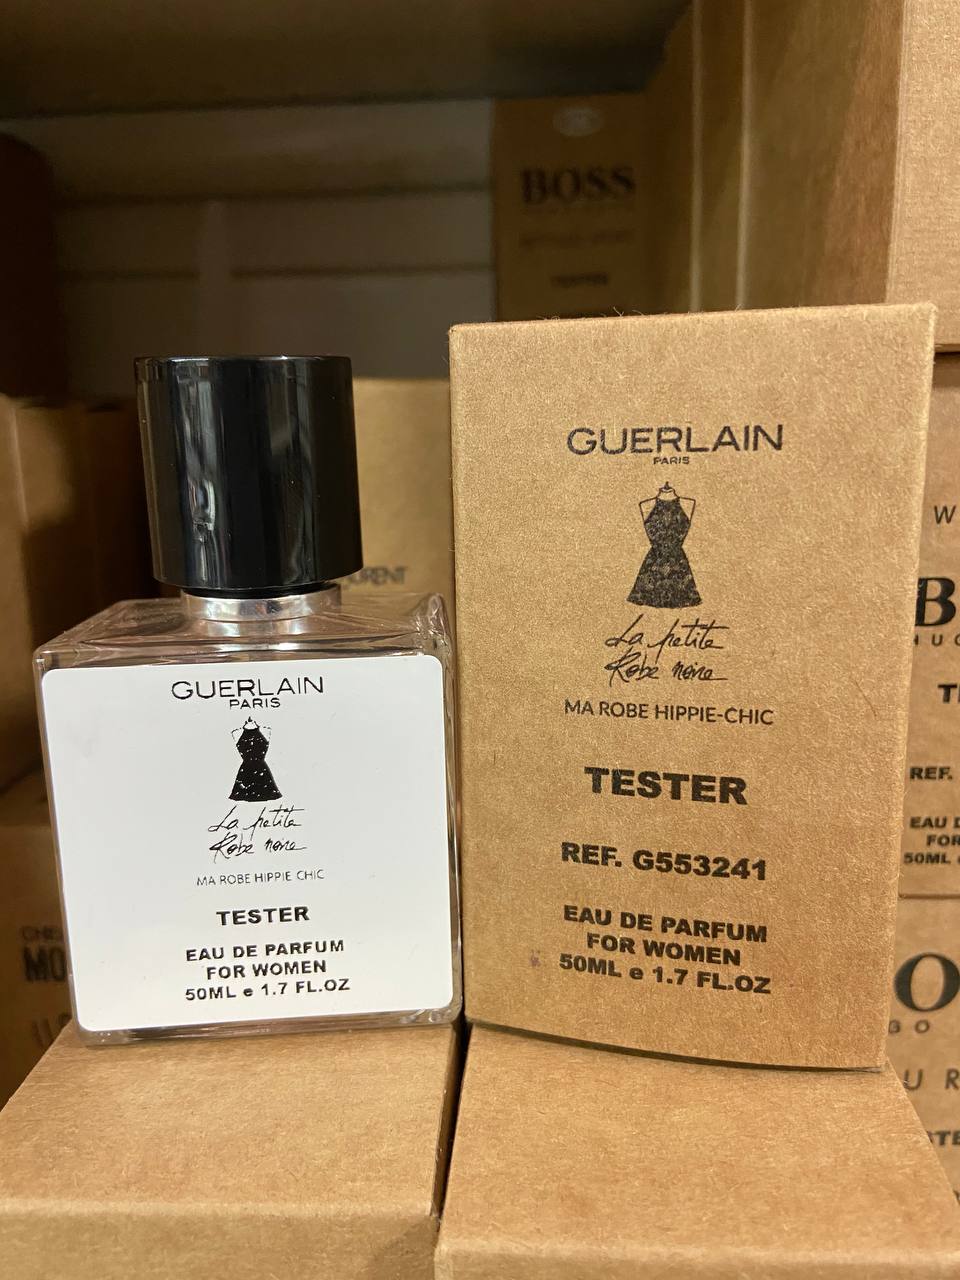 BOSS
TESTER
GUERLAIN
PARIS
La petite
Robe noire
MA ROBE HIPPIE-CHIC
TESTER
REF. G553241
EAU DE PARFUM
FOR WOMEN
50ML e 1.7 FL.OZ
GUERLAIN
PARIS
La petite
Robe noire
MA ROBE HIPPIE CHIC
TESTER
EAU DE PARFUM
FOR WOMEN
50ML e 1.7 FL.OZ
REF.